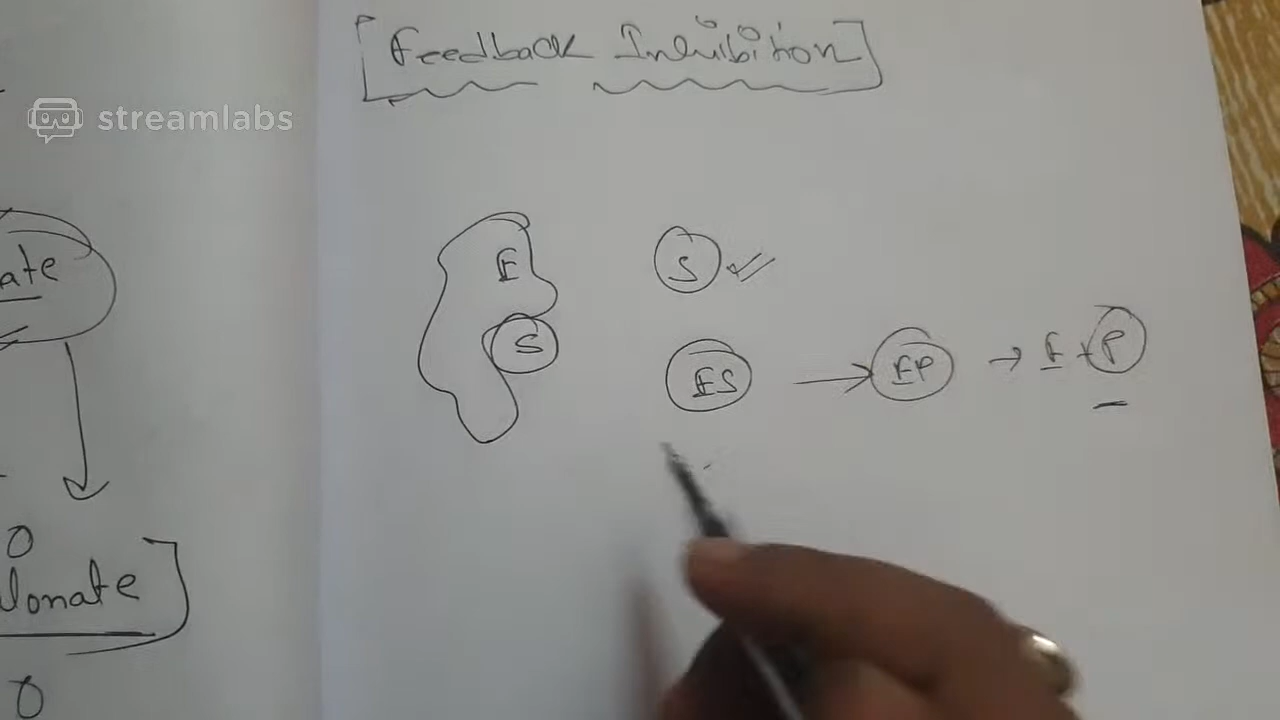 [Feedback Inhibition]
streamlabs
ate
E
S
S
ES → EP → E + P
O
lonate]
O